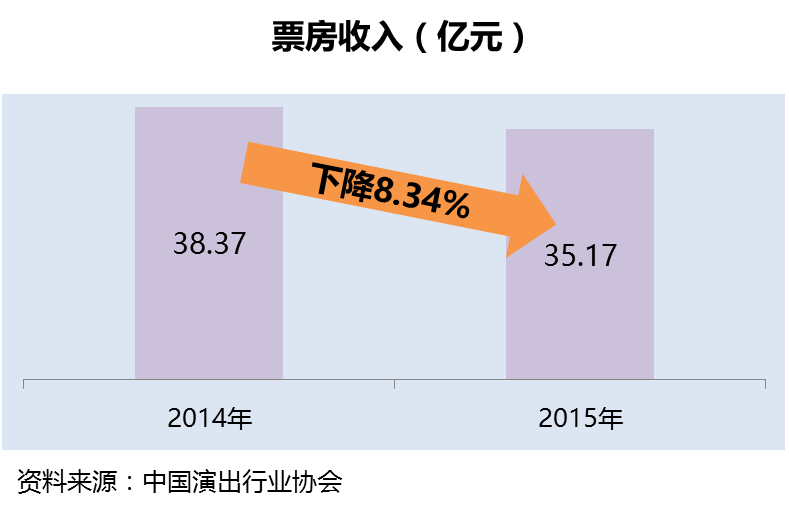 票房收入（亿元）
下降8.34%
38.37
35.17
2014年
2015年
资料来源：中国演出行业协会